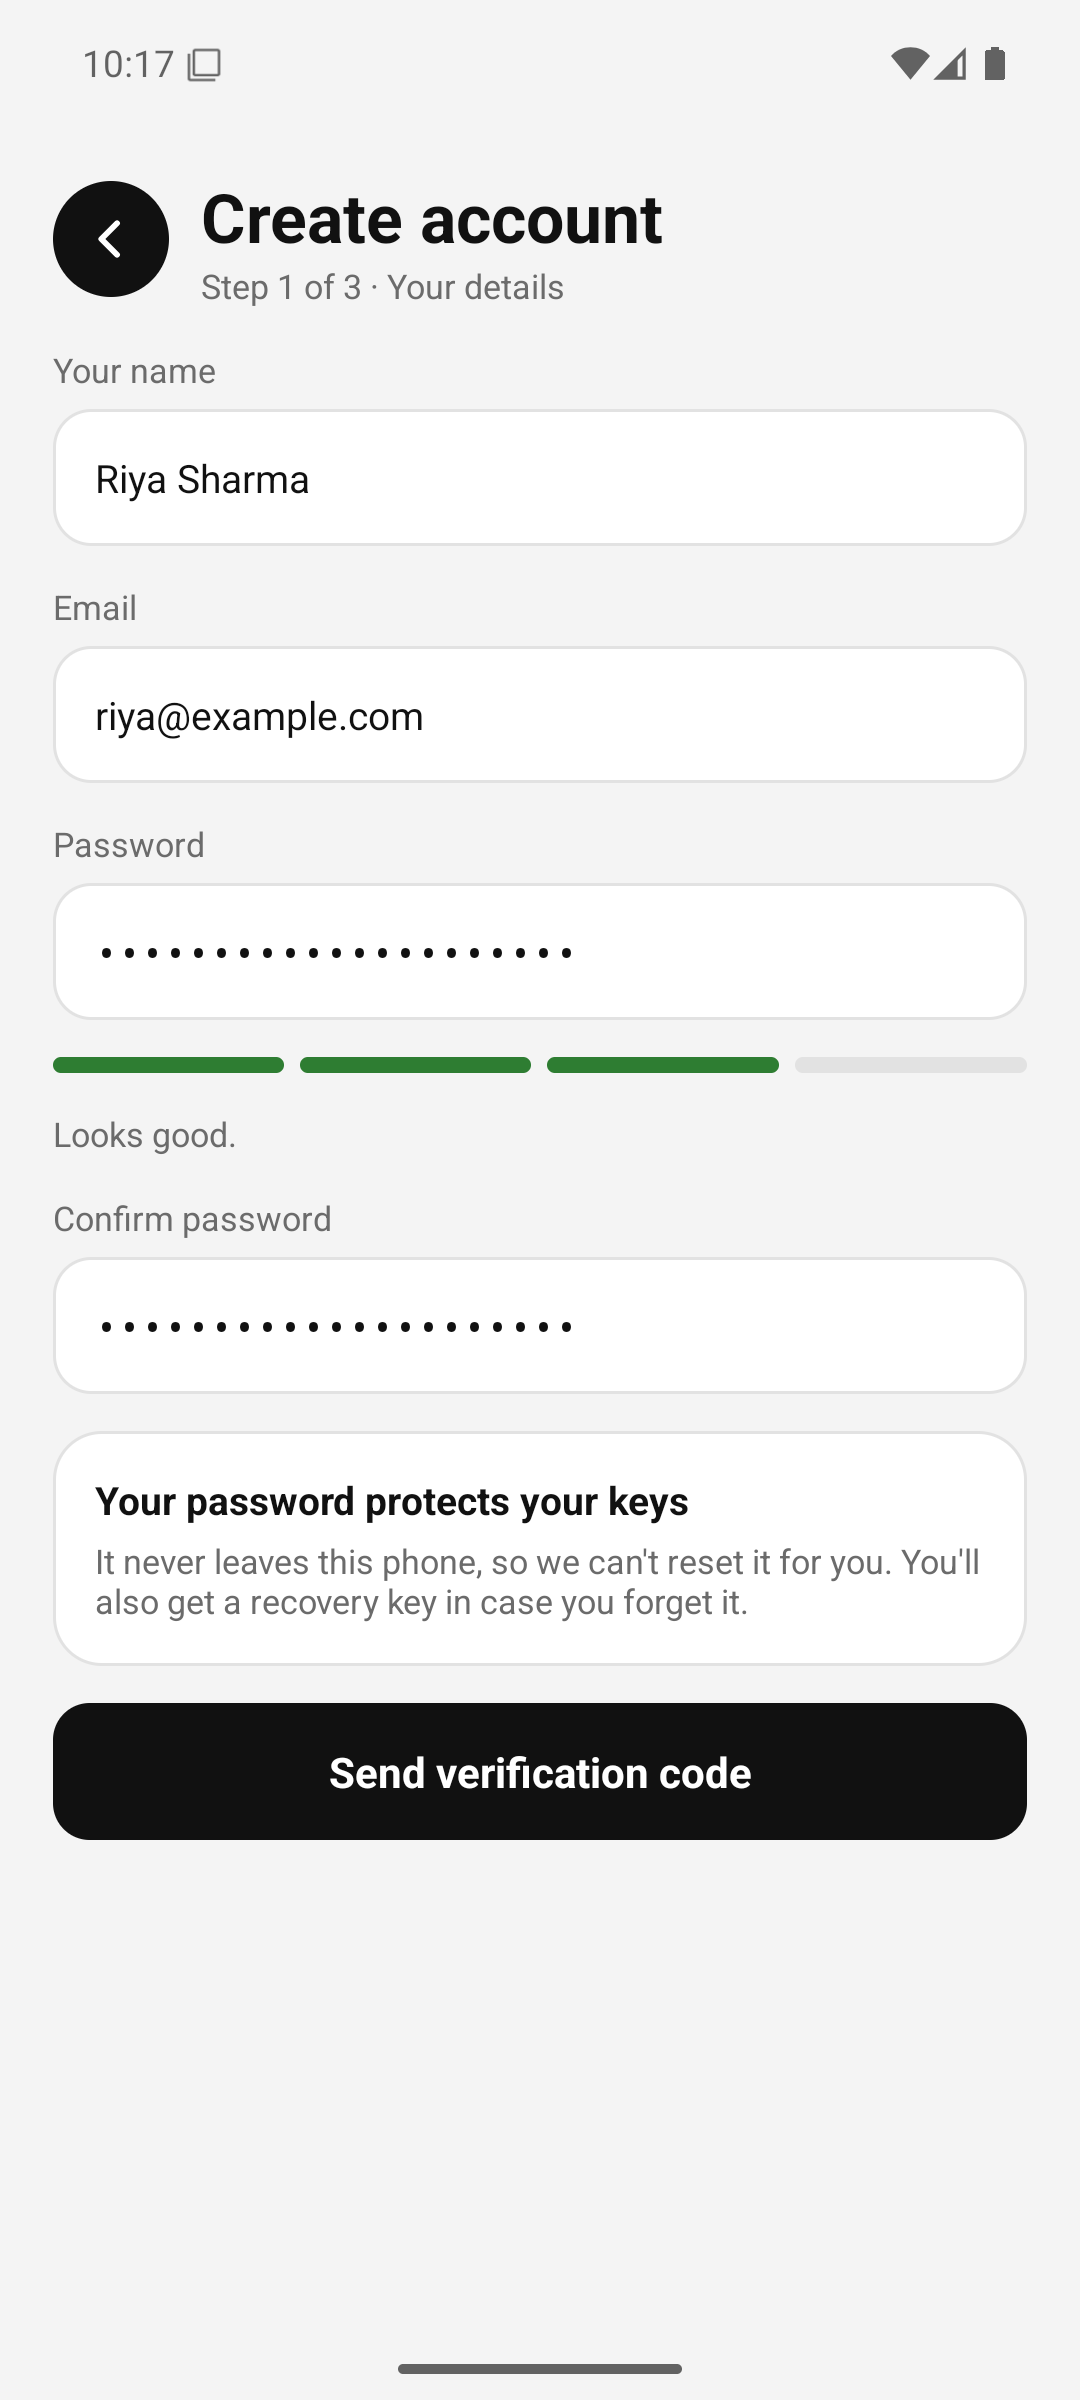 10:17
Create account
Step 1 of 3 · Your details
Your name
Riya Sharma
Email
riya@example.com
Password
•••••••••••••••••••••
Looks good.
Confirm password
•••••••••••••••••••••
Your password protects your keys
It never leaves this phone, so we can't reset it for you. You'll
also get a recovery key in case you forget it.
Send verification code